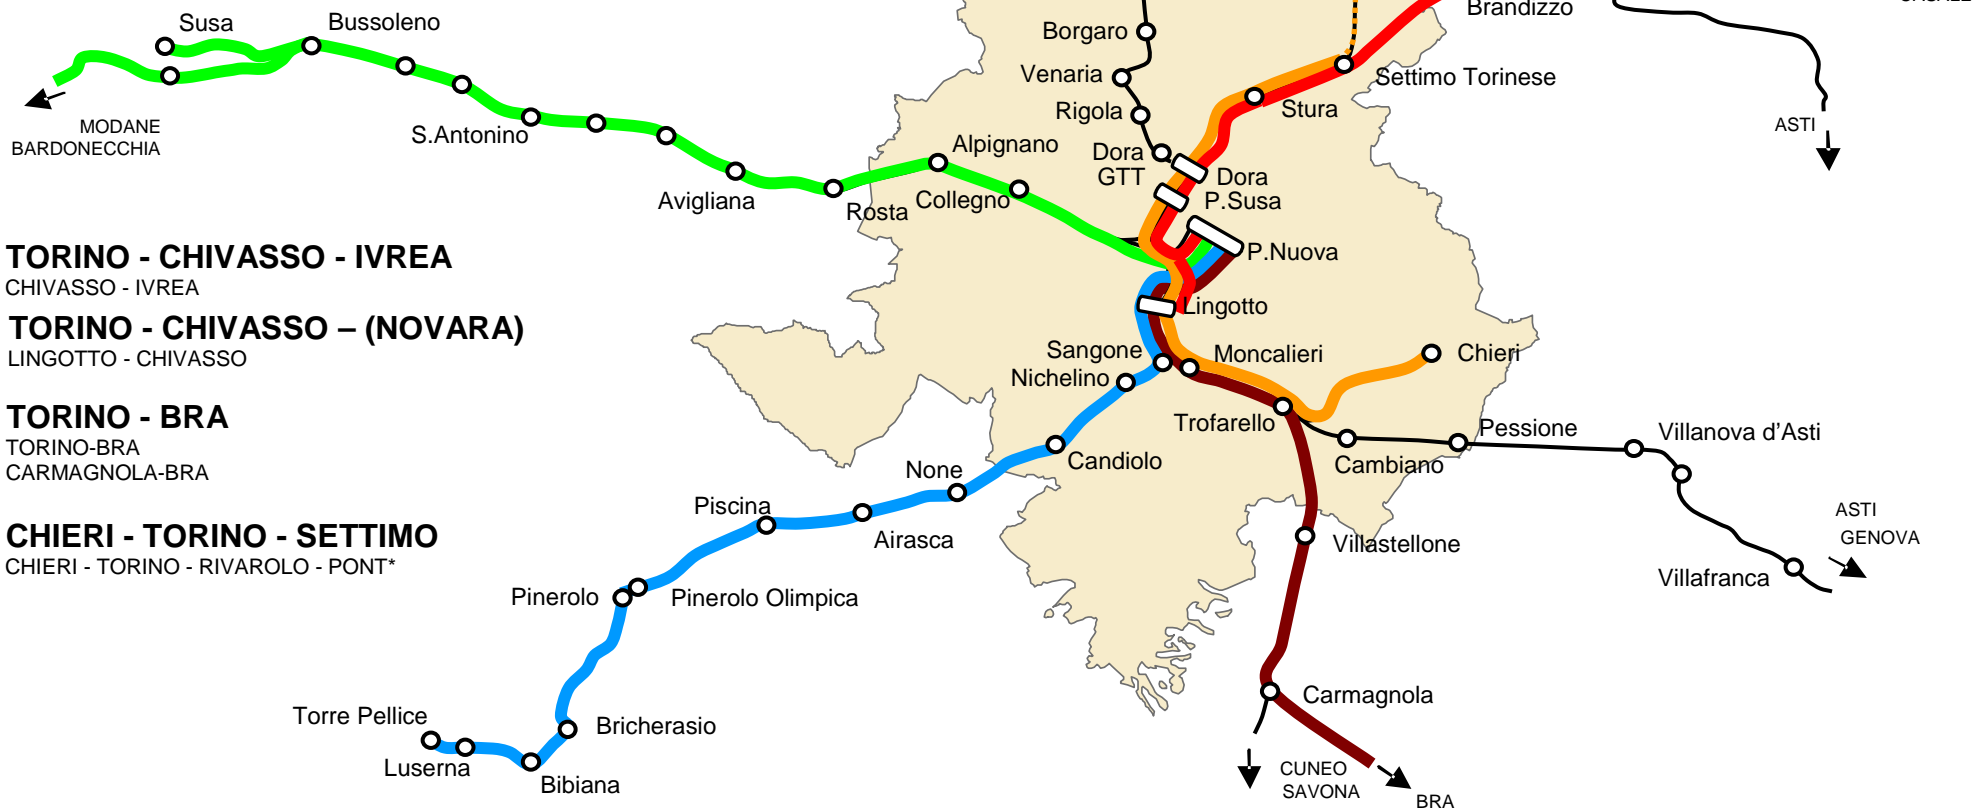 Susa
Bussoleno
MODANE
BARDONECCHIA
S.Antonino
Avigliana
Rosta
Alpignano
Collegno
Borgaro
Venaria
Rigola
Dora
GTT
Dora
P.Susa
P.Nuova
Lingotto
Stura
Settimo Torinese
Brandizzo
ASTI
TORINO - CHIVASSO - IVREA
CHIVASSO - IVREA
TORINO - CHIVASSO – (NOVARA)
LINGOTTO - CHIVASSO
TORINO - BRA
TORINO-BRA
CARMAGNOLA-BRA
CHIERI - TORINO - SETTIMO
CHIERI - TORINO - RIVAROLO - PONT*
Sangone
Nichelino
Moncalieri
Chieri
Trofarello
Cambiano
Pessione
Villanova d'Asti
ASTI
GENOVA
Villafranca
Candiolo
None
Airasca
Piscina
Pinerolo
Pinerolo Olimpica
Villastellone
Torre Pellice
Luserna
Bibiana
Bricherasio
Carmagnola
CUNEO
SAVONA
BRA